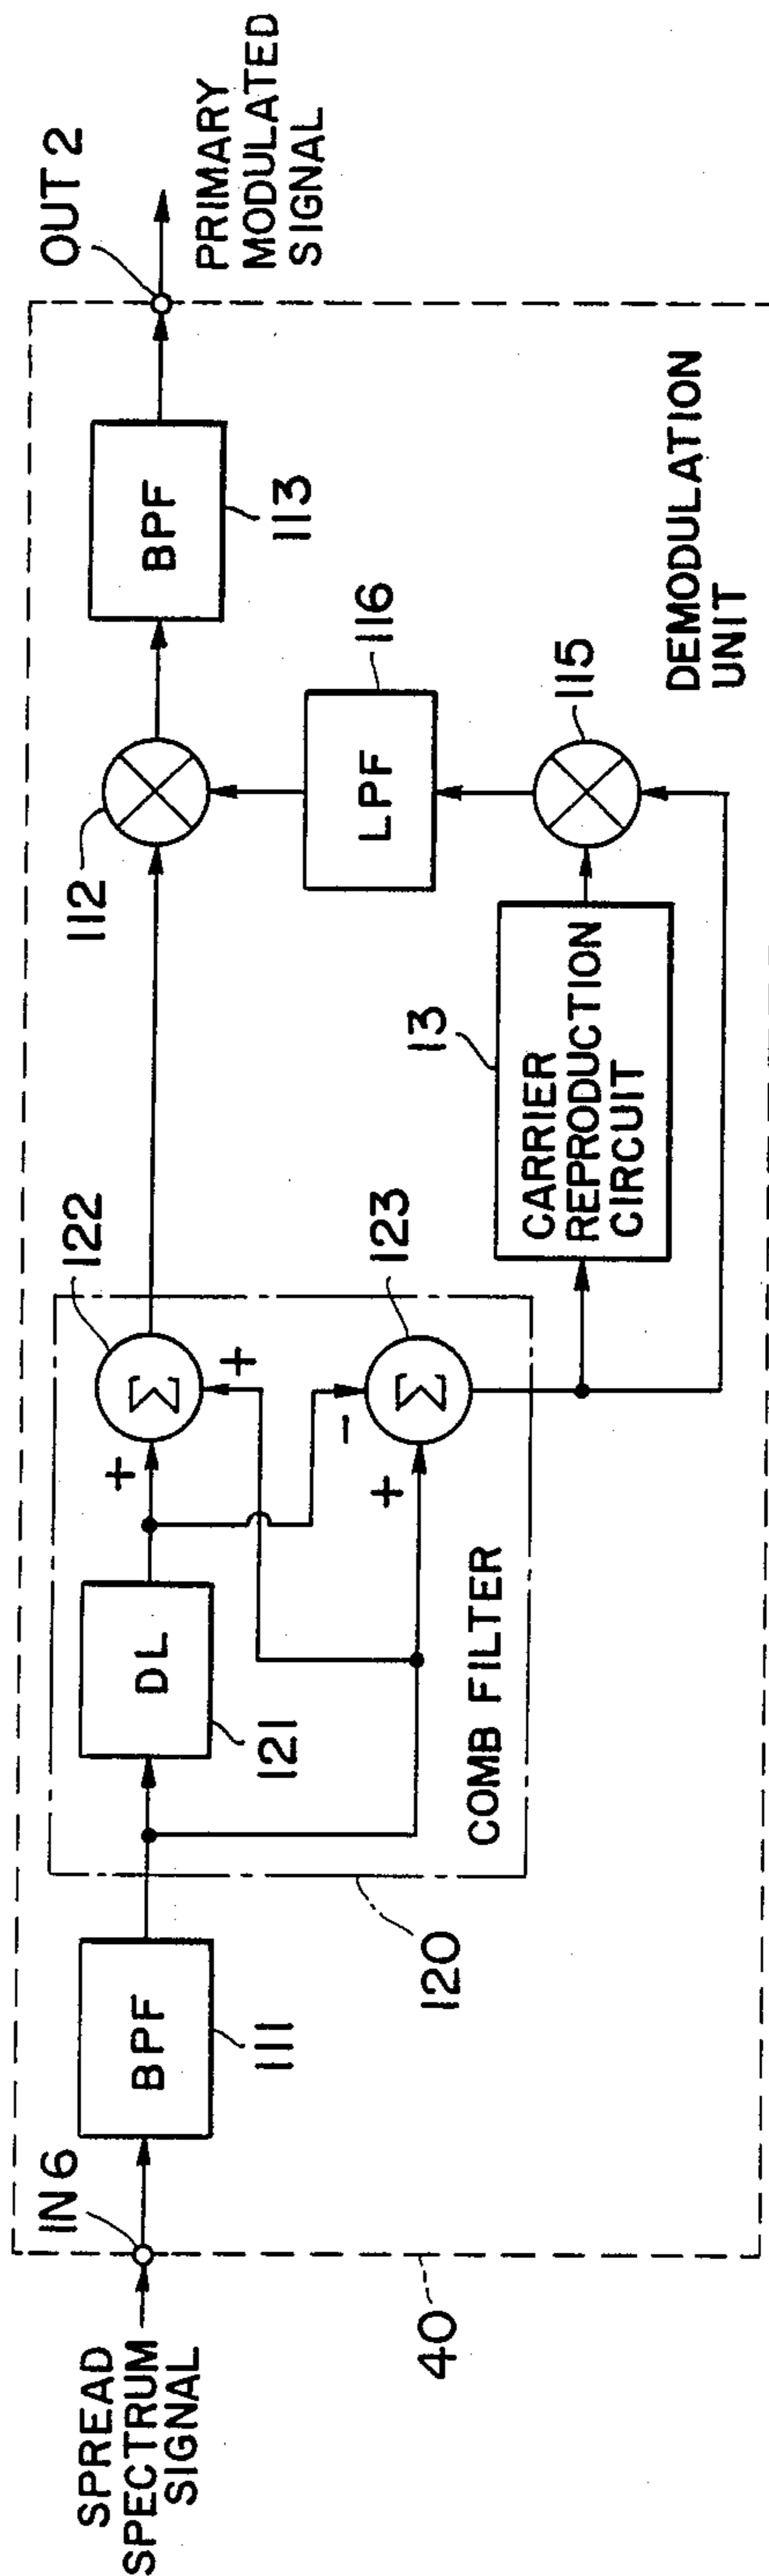 SPREAD
SPECTRUM
SIGNAL
IN 6
BPF
111
120
COMB FILTER
DL
121
+
+
122
Σ
-
+
Σ
123
13
CARRIER
REPRODUCTION
CIRCUIT
112
LPF
116
115
BPF
113
DEMODULATION
UNIT
40
OUT 2
PRIMARY
MODULATED
SIGNAL